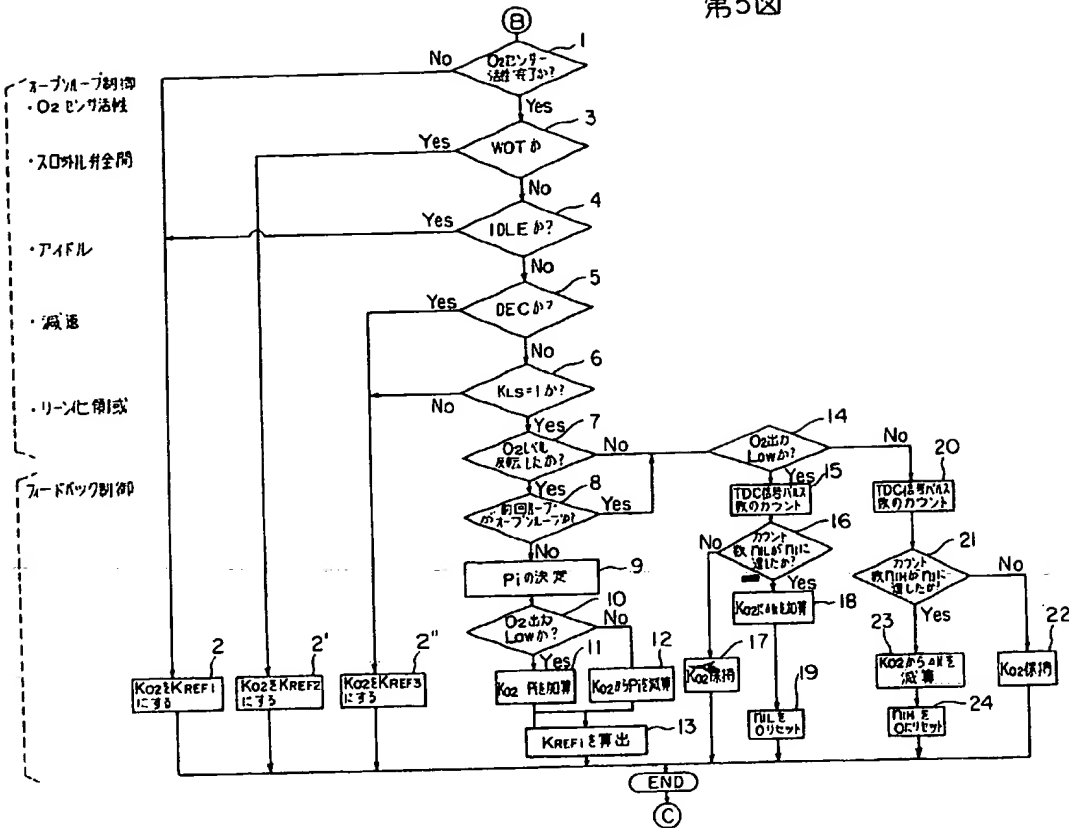 第5図
B
1
O2センサー
活性完了か?
No
Yes
オープンループ制御
・O2センサ活性
3
WOTか
Yes
No
・スロットル弁全開
4
IDLEか?
Yes
No
・アイドル
5
DECか?
Yes
No
・減速
6
KLS=1か?
No
Yes
・リーン化領域
7
O2レベル
反転したか?
No
Yes
フィードバック制御
8
前回ループ
がオープンループか?
Yes
No
9
Piの決定
10
O2出力
Lowか?
No
Yes
11
KO2 Piを加算
12
KO2からPiを減算
13
KREF1を算出
2
KO2をKREF1
にする
2'
KO2をKREF2
にする
2"
KO2をKREF3
にする
14
O2出力
Lowか?
No
Yes
15
TDC信号パルス
数のカウント
16
カウント
数nILがnIに
達したか?
No
Yes
17
KO2保持
18
KO2にΔkを加算
19
nILを
0リセット
20
TDC信号パルス
数のカウント
21
カウント
数nIHがnIに
達したか?
No
Yes
22
KO2保持
23
KO2からΔkを
減算
24
nIHを
0にリセット
END
C